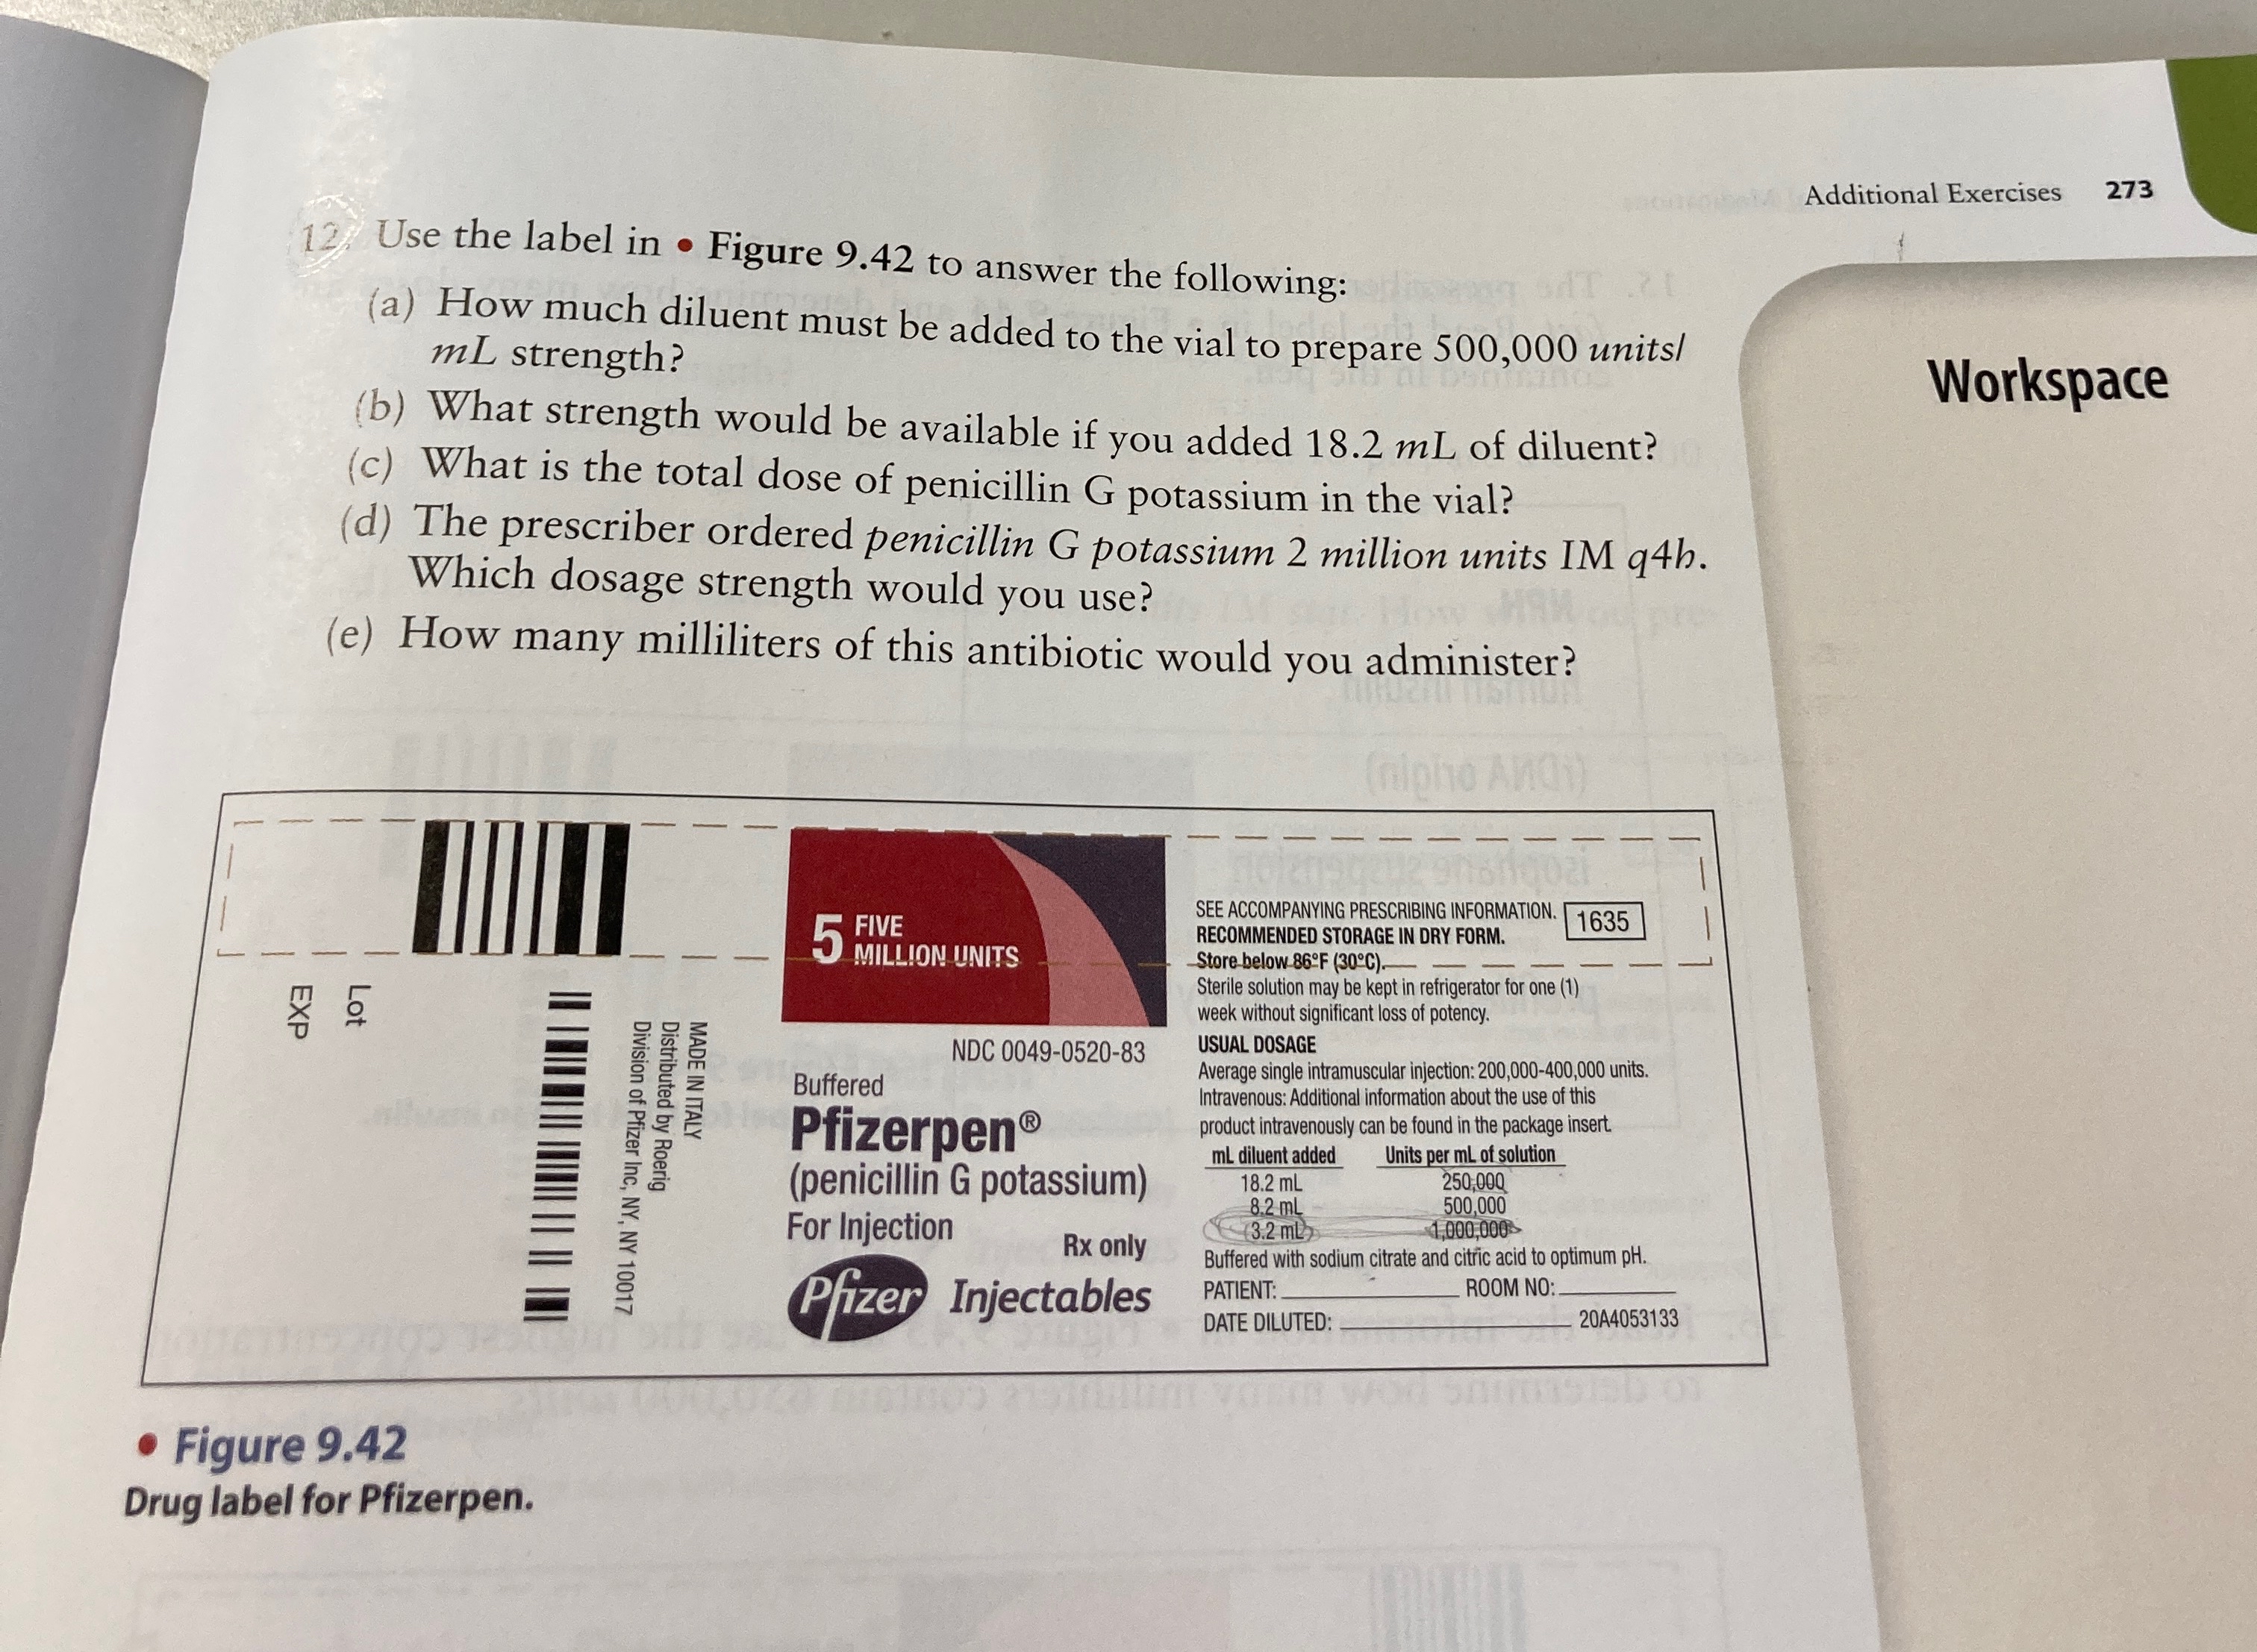 Additional Exercises 273
12. Use the label in • Figure 9.42 to answer the following:
(a) How much diluent must be added to the vial to prepare 500,000 units/
mL strength?
(b) What strength would be available if you added 18.2 mL of diluent?
(c) What is the total dose of penicillin G potassium in the vial?
(d) The prescriber ordered penicillin G potassium 2 million units IM q4h.
Which dosage strength would you use?
(e) How many milliliters of this antibiotic would you administer?
Workspace
EXP
Lot
MADE IN ITALY
Distributed by Roerig
Division of Pfizer Inc, NY, NY 10017
5 FIVE
MILLION UNITS
NDC 0049-0520-83
Buffered
Pfizerpen®
(penicillin G potassium)
For Injection
Rx only
Pfizer Injectables
SEE ACCOMPANYING PRESCRIBING INFORMATION. 1635
RECOMMENDED STORAGE IN DRY FORM.
Store below 86°F (30°C).
Sterile solution may be kept in refrigerator for one (1)
week without significant loss of potency.
USUAL DOSAGE
Average single intramuscular injection: 200,000-400,000 units.
Intravenous: Additional information about the use of this
product intravenously can be found in the package insert.
mL diluent added Units per mL of solution
18.2 mL 250,000
8.2 mL 500,000
3.2 mL 1,000,000
Buffered with sodium citrate and citric acid to optimum pH.
PATIENT: ROOM NO:
DATE DILUTED: 20A4053133
• Figure 9.42
Drug label for Pfizerpen.